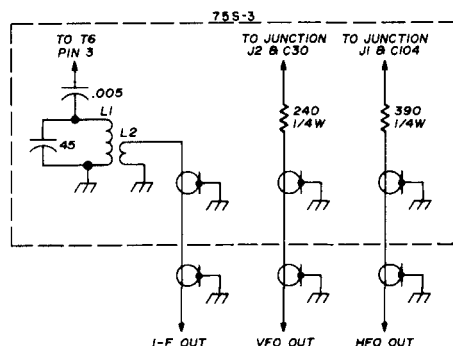 75S-3
TO T6
PIN 3
TO JUNCTION
J2 & C30
TO JUNCTION
J1 & C104
.005
L1
L2
45
240
1/4W
390
1/4W
I-F OUT
VFO OUT
HFO OUT